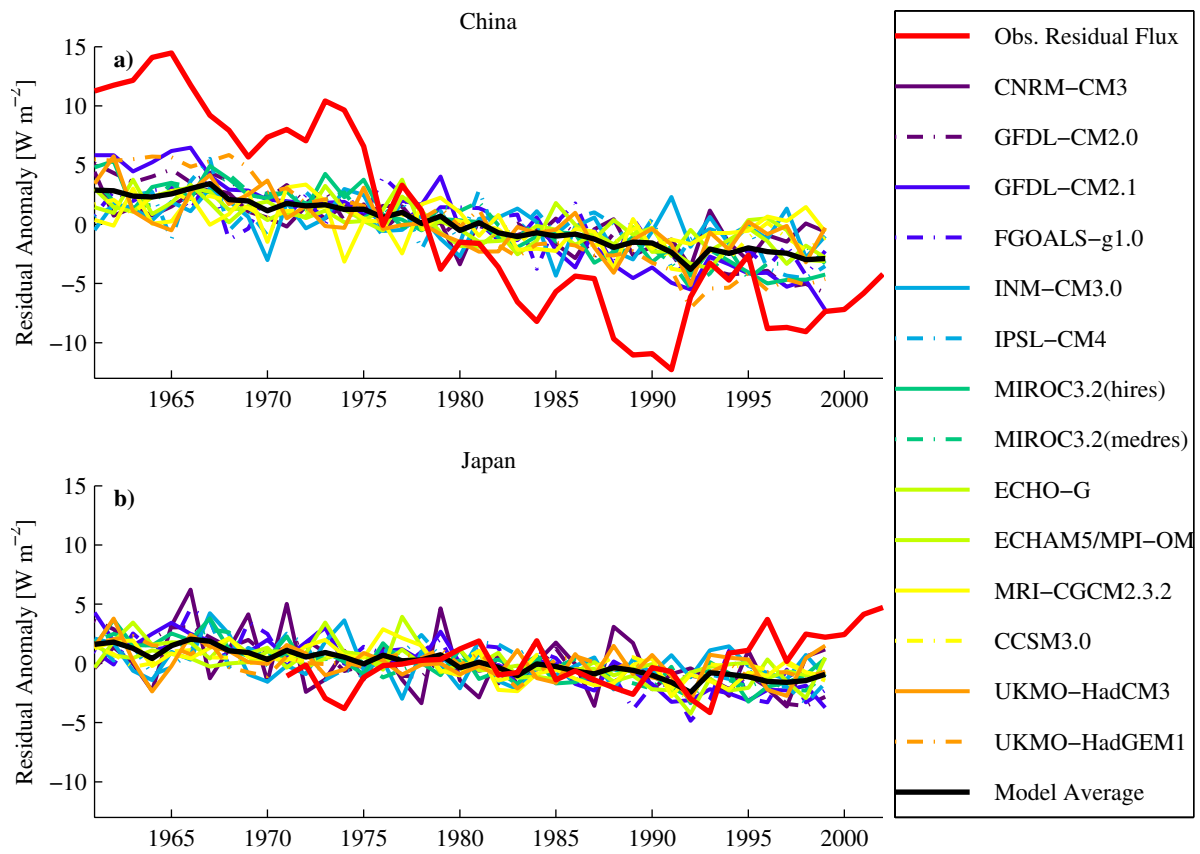 China
a)
Residual Anomaly [W m⁻²]
15
10
5
0
−5
−10
1965
1970
1975
1980
1985
1990
1995
2000
Japan
b)
Residual Anomaly [W m⁻²]
15
10
5
0
−5
−10
1965
1970
1975
1980
1985
1990
1995
2000
Obs. Residual Flux
CNRM−CM3
GFDL−CM2.0
GFDL−CM2.1
FGOALS−g1.0
INM−CM3.0
IPSL−CM4
MIROC3.2(hires)
MIROC3.2(medres)
ECHO−G
ECHAM5/MPI−OM
MRI−CGCM2.3.2
CCSM3.0
UKMO−HadCM3
UKMO−HadGEM1
Model Average